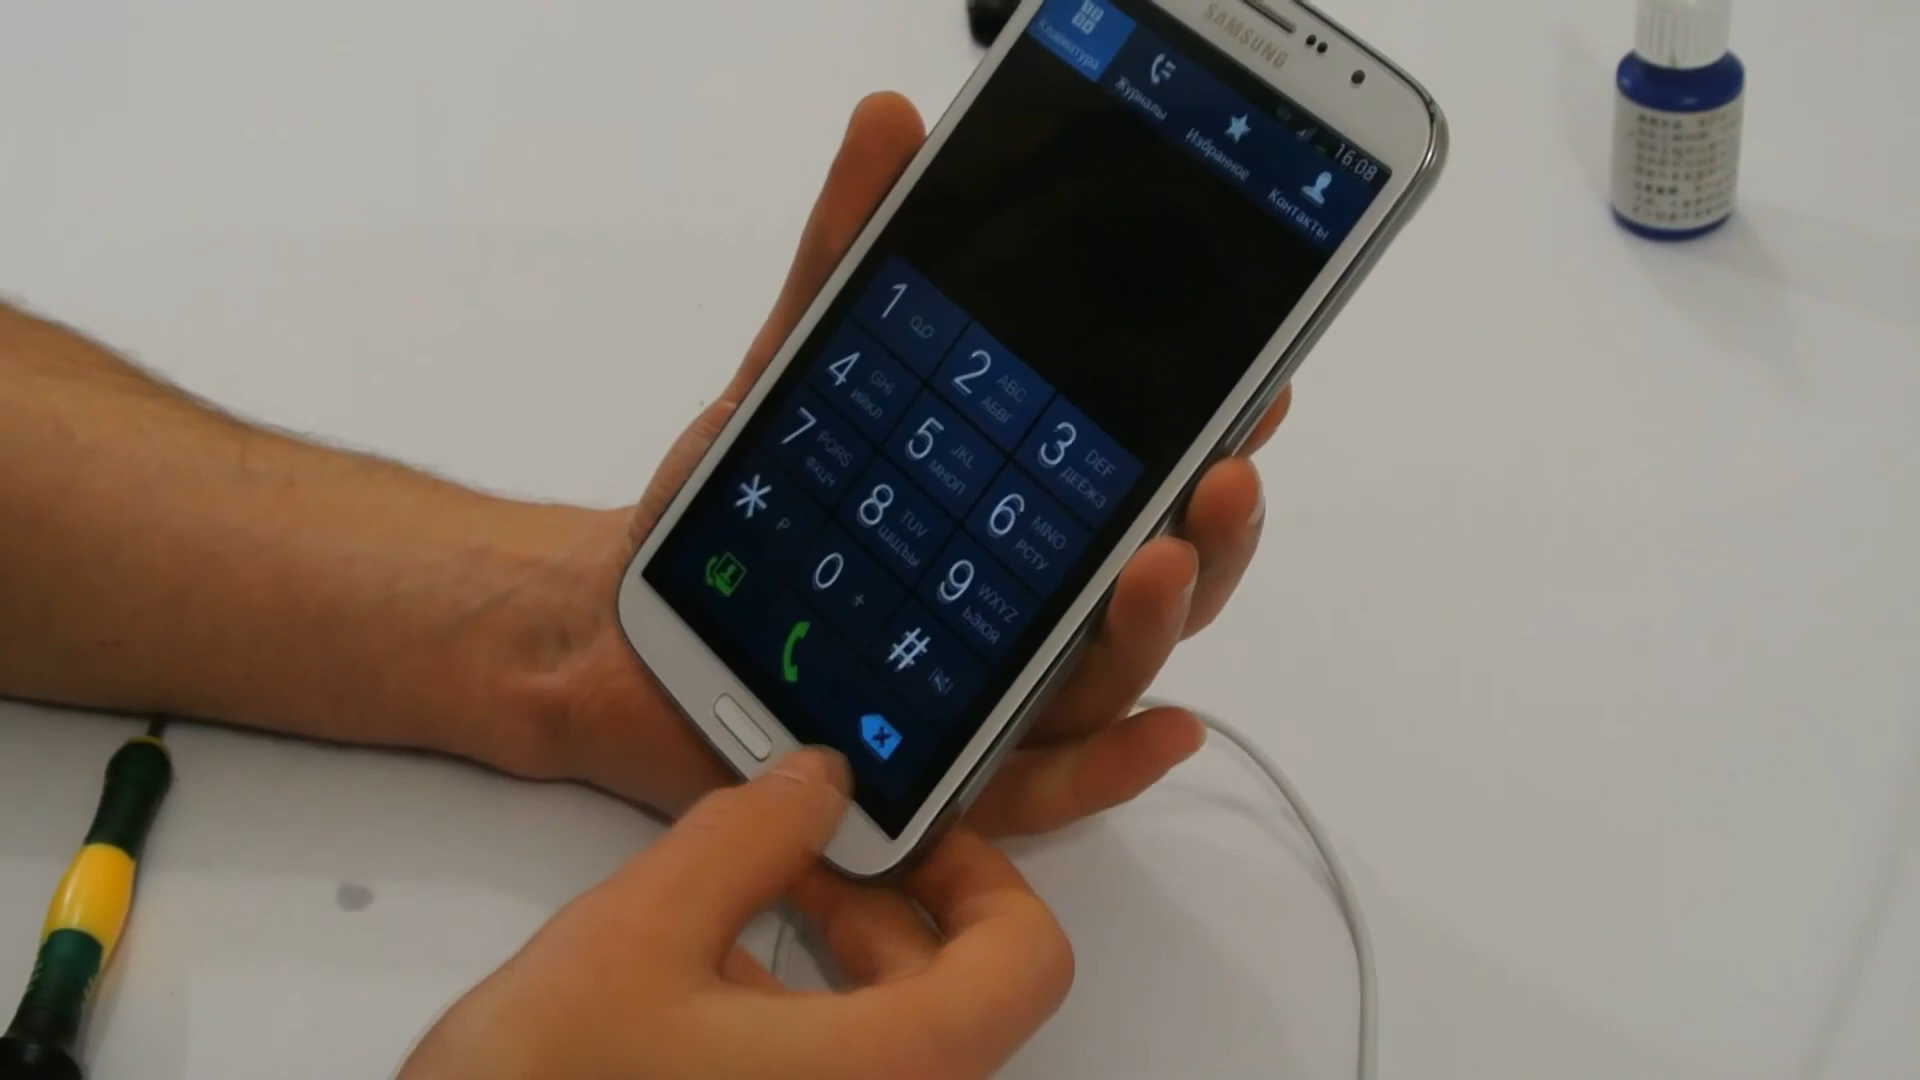 SAMSUNG
16:08
Клавиатура
Журналы
Избранное
Контакты
1
2 ABC
АБВГ
3 DEF
ДЕЁЖЗ
4 GHI
ИЙКЛ
5 JKL
МНОП
6 MNO
РСТУ
7 PQRS
ФХЦЧ
8 TUV
ШЩЪЫ
9 WXYZ
ЬЭЮЯ
* P
0 +
#